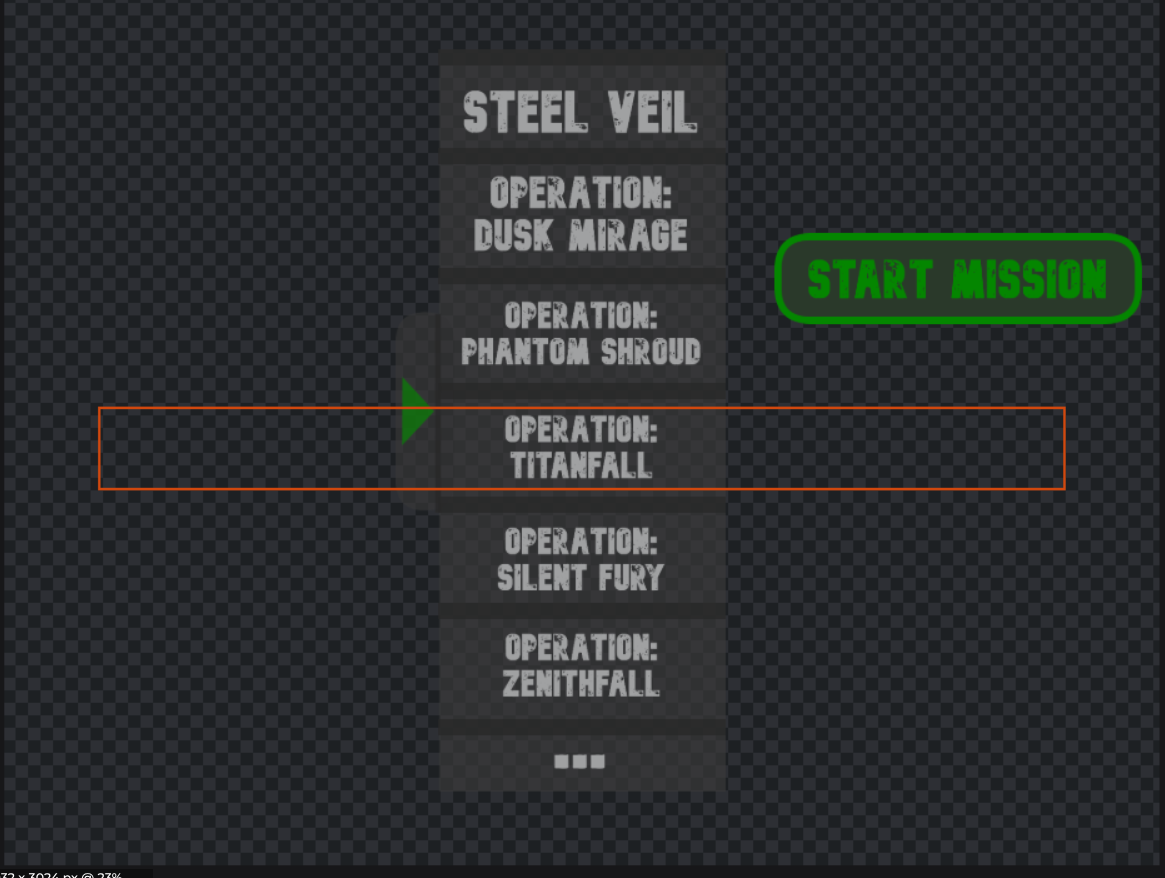 STEEL VEIL
OPERATION:
DUSK MIRAGE
START MISSION
OPERATION:
PHANTOM SHROUD
OPERATION:
TITANFALL
OPERATION:
SILENT FURY
OPERATION:
ZENITHFALL
...
32 x 3024 px @ 23%